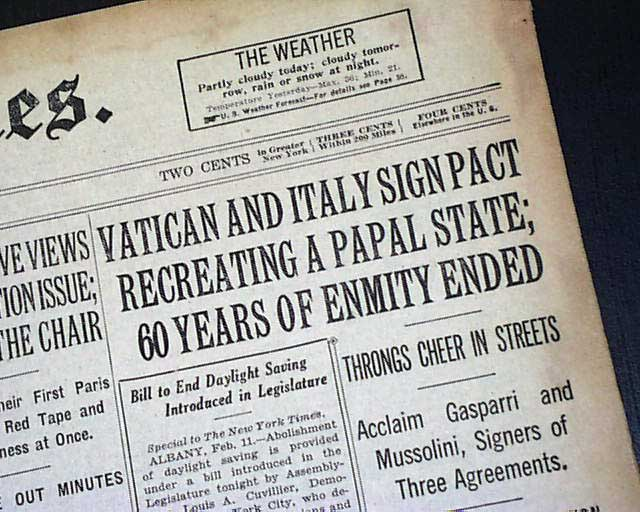 es.
THE WEATHER
Partly cloudy today; cloudy tomor-
row, rain or snow at night.
Temperature Yesterday—Max. 36; Min. 21.
U. S. Weather Forecast—For details see Page 36.
TWO CENTS In Greater New York | THREE CENTS Within 200 Miles | FOUR CENTS Elsewhere in the U. S.
VE VIEWS
TION ISSUE;
THE CHAIR
heir First Paris
Red Tape and
ness at Once.
E OUT MINUTES
VATICAN AND ITALY SIGN PACT
RECREATING A PAPAL STATE;
60 YEARS OF ENMITY ENDED
Bill to End Daylight Saving
Introduced in Legislature
Special to The New York Times.
ALBANY, Feb. 11.—Abolishment
of daylight saving is provided
under a bill introduced in the
Legislature tonight by Assembly-
Louis A. Cuvillier, Demo-
York City, who de-
ions and
THRONGS CHEER IN STREETS
Acclaim Gasparri and
Mussolini, Signers of
Three Agreements.